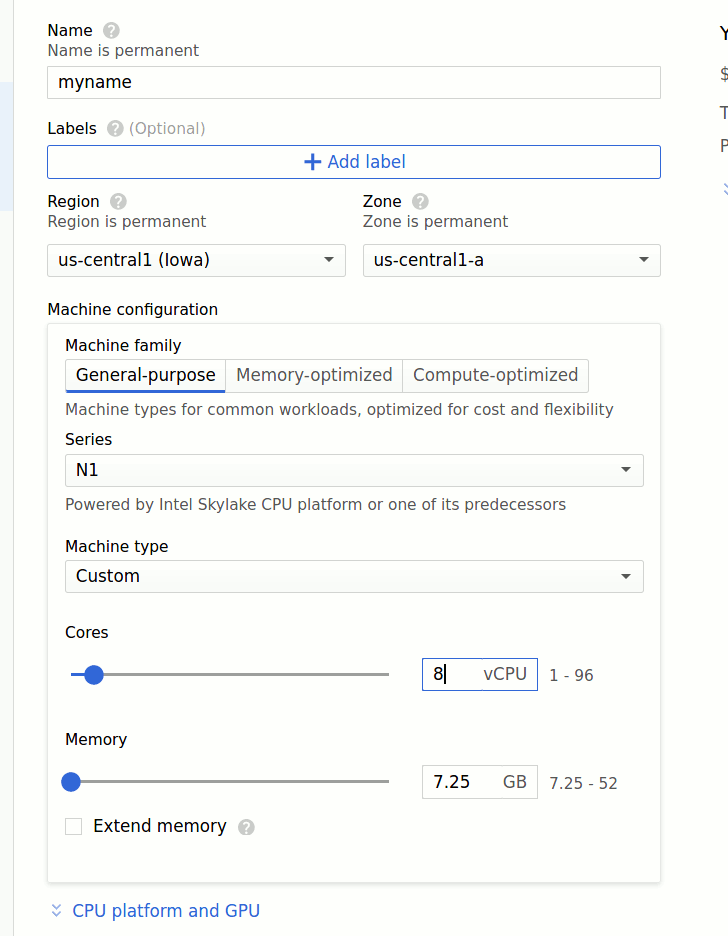 Name
Name is permanent
myname
Labels (Optional)
Add label
Region
Region is permanent
us-central1 (Iowa)
Zone
Zone is permanent
us-central1-a
Machine configuration
Machine family
General-purpose Memory-optimized Compute-optimized
Machine types for common workloads, optimized for cost and flexibility
Series
N1
Powered by Intel Skylake CPU platform or one of its predecessors
Machine type
Custom
Cores
8 vCPU 1 - 96
Memory
7.25 GB 7.25 - 52
Extend memory
CPU platform and GPU